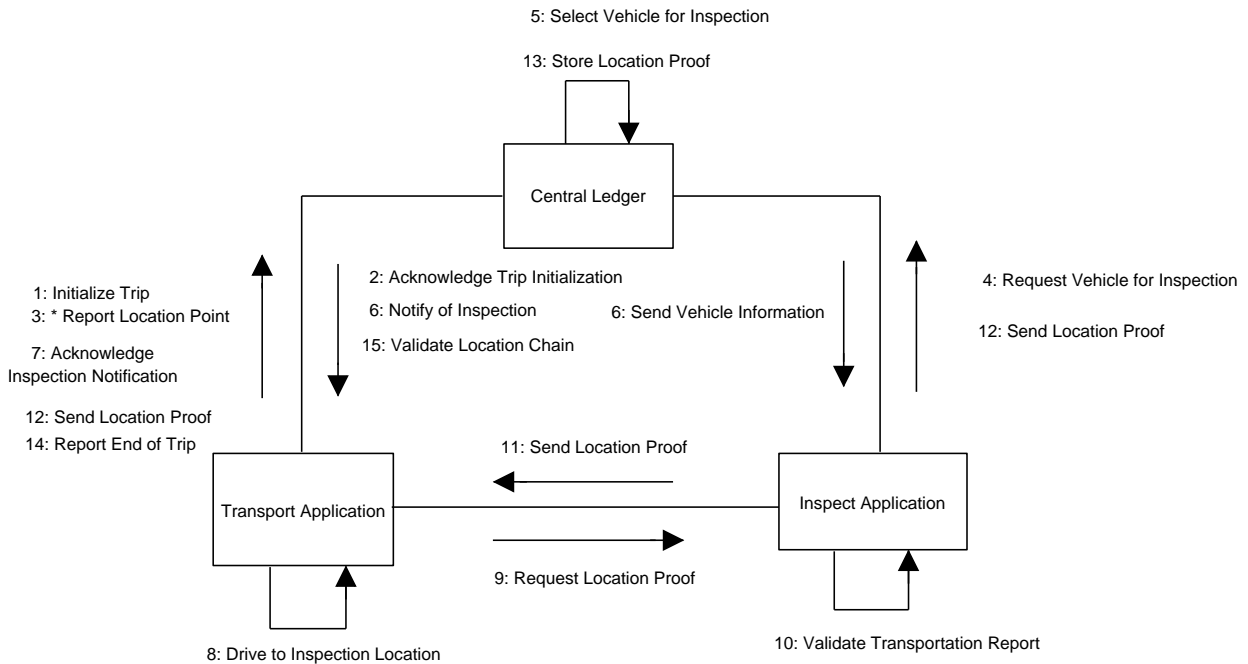 5: Select Vehicle for Inspection
13: Store Location Proof
Central Ledger
1: Initialize Trip
3: * Report Location Point
7: Acknowledge
Inspection Notification
12: Send Location Proof
14: Report End of Trip
2: Acknowledge Trip Initialization
6: Notify of Inspection
15: Validate Location Chain
6: Send Vehicle Information
4: Request Vehicle for Inspection
12: Send Location Proof
11: Send Location Proof
Transport Application
Inspect Application
9: Request Location Proof
8: Drive to Inspection Location
10: Validate Transportation Report